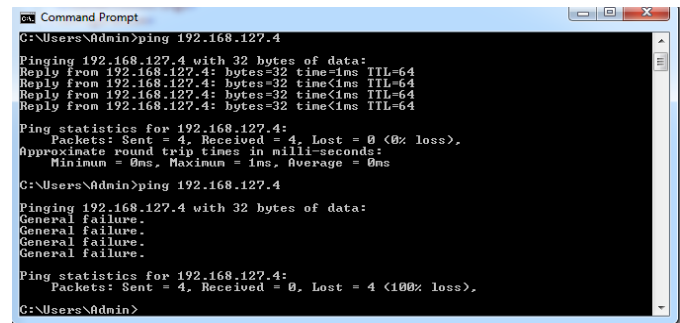 Command Prompt
C:\Users\Admin>ping 192.168.127.4
Pinging 192.168.127.4 with 32 bytes of data:
Reply from 192.168.127.4: bytes=32 time=1ms TTL=64
Reply from 192.168.127.4: bytes=32 time<1ms TTL=64
Reply from 192.168.127.4: bytes=32 time<1ms TTL=64
Reply from 192.168.127.4: bytes=32 time<1ms TTL=64
Ping statistics for 192.168.127.4:
    Packets: Sent = 4, Received = 4, Lost = 0 (0% loss),
Approximate round trip times in milli-seconds:
    Minimum = 0ms, Maximum = 1ms, Average = 0ms
C:\Users\Admin>ping 192.168.127.4
Pinging 192.168.127.4 with 32 bytes of data:
General failure.
General failure.
General failure.
General failure.
Ping statistics for 192.168.127.4:
    Packets: Sent = 4, Received = 0, Lost = 4 (100% loss),
C:\Users\Admin>